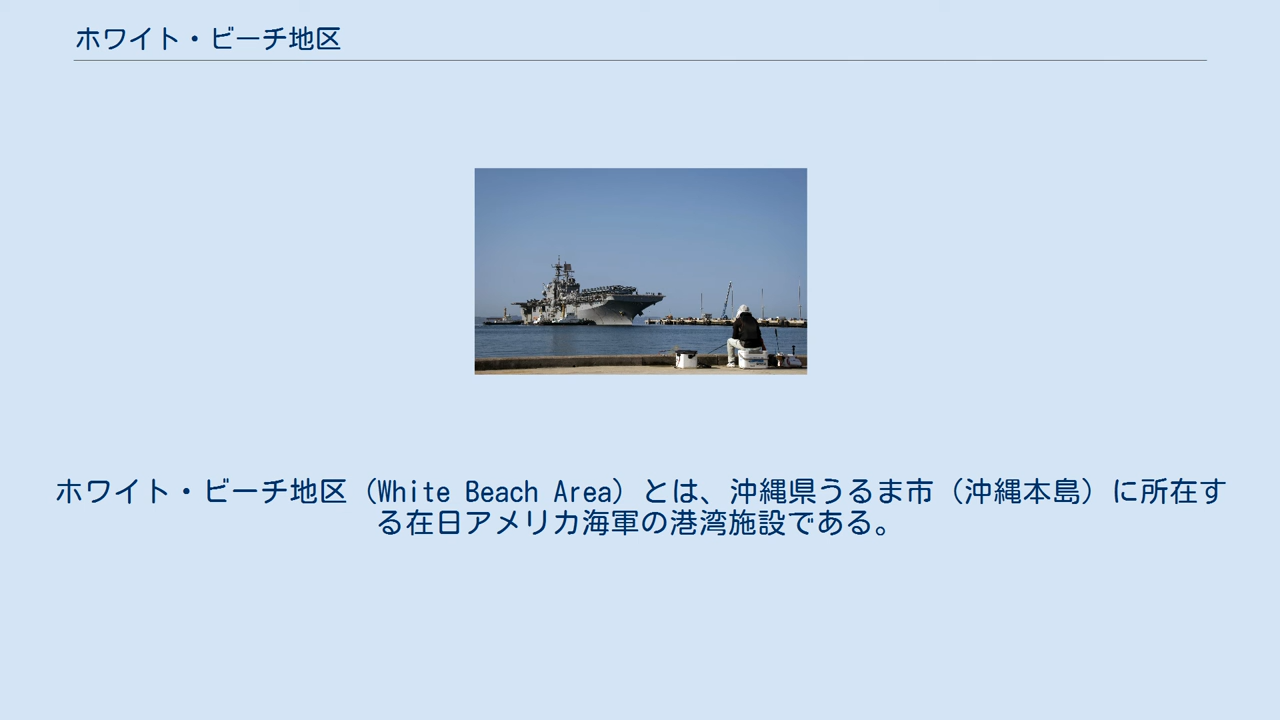 ホワイト・ビーチ地区
ホワイト・ビーチ地区（White Beach Area）とは、沖縄県うるま市（沖縄本島）に所在す
る在日アメリカ海軍の港湾施設である。